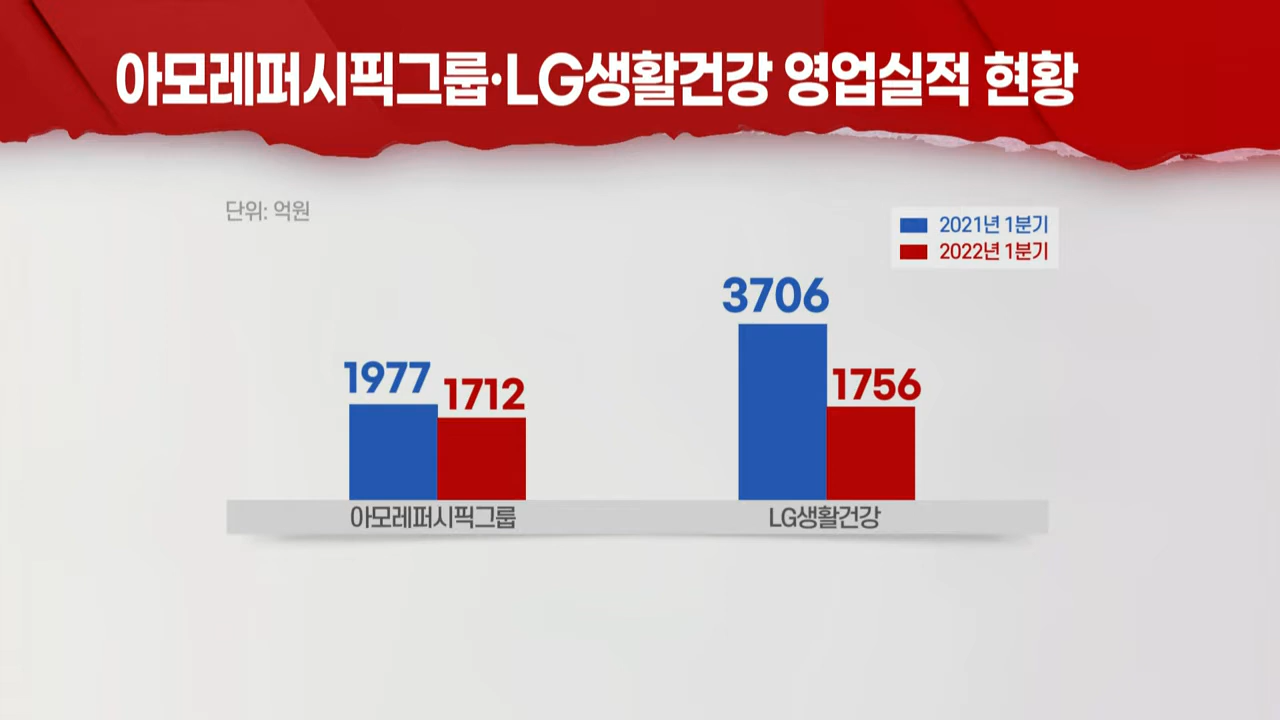 아모레퍼시픽그룹·LG생활건강 영업실적 현황
단위: 억원
2021년 1분기
2022년 1분기
3706
1977
1712
1756
아모레퍼시픽그룹
LG생활건강